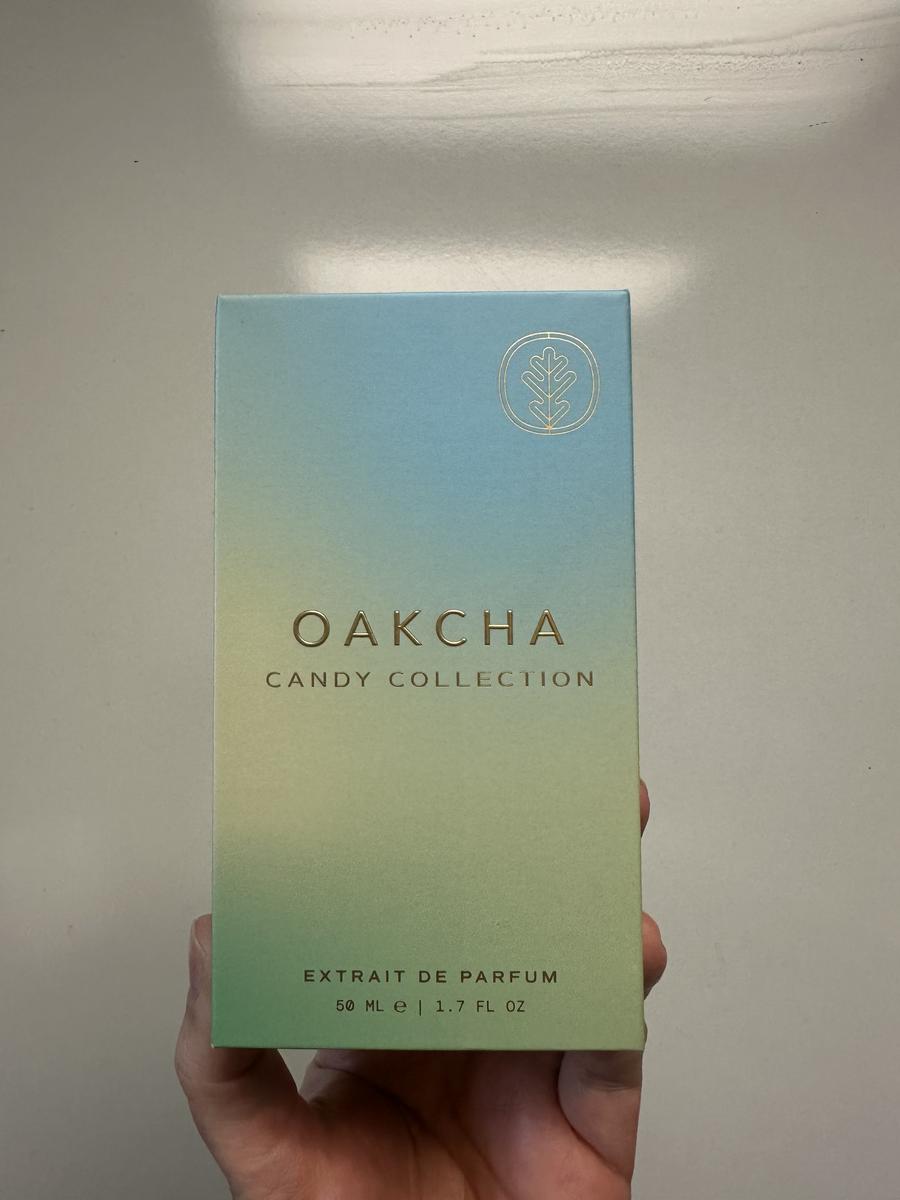 OAKCHA
CANDY COLLECTION
EXTRAIT DE PARFUM
50 ML ℮ | 1.7 FL OZ